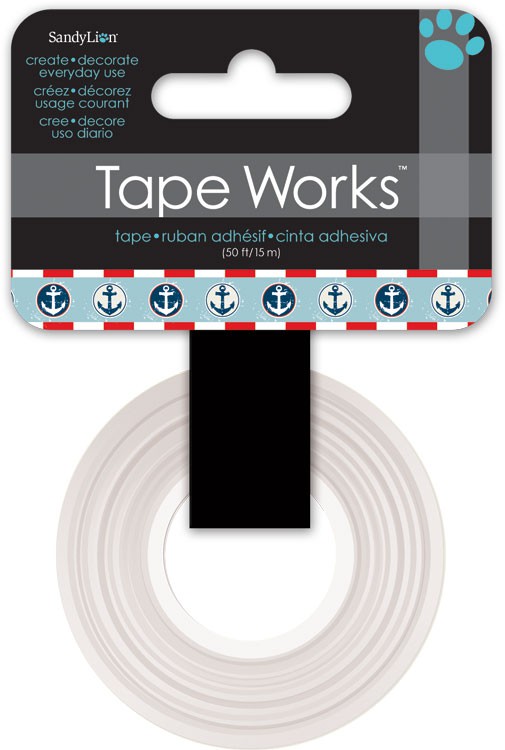 SandyLion
create•decorate
everyday use
créez•décorez
usage courant
cree•decore
uso diario
Tape Works™
tape•ruban adhésif•cinta adhesiva
(50 ft/15 m)